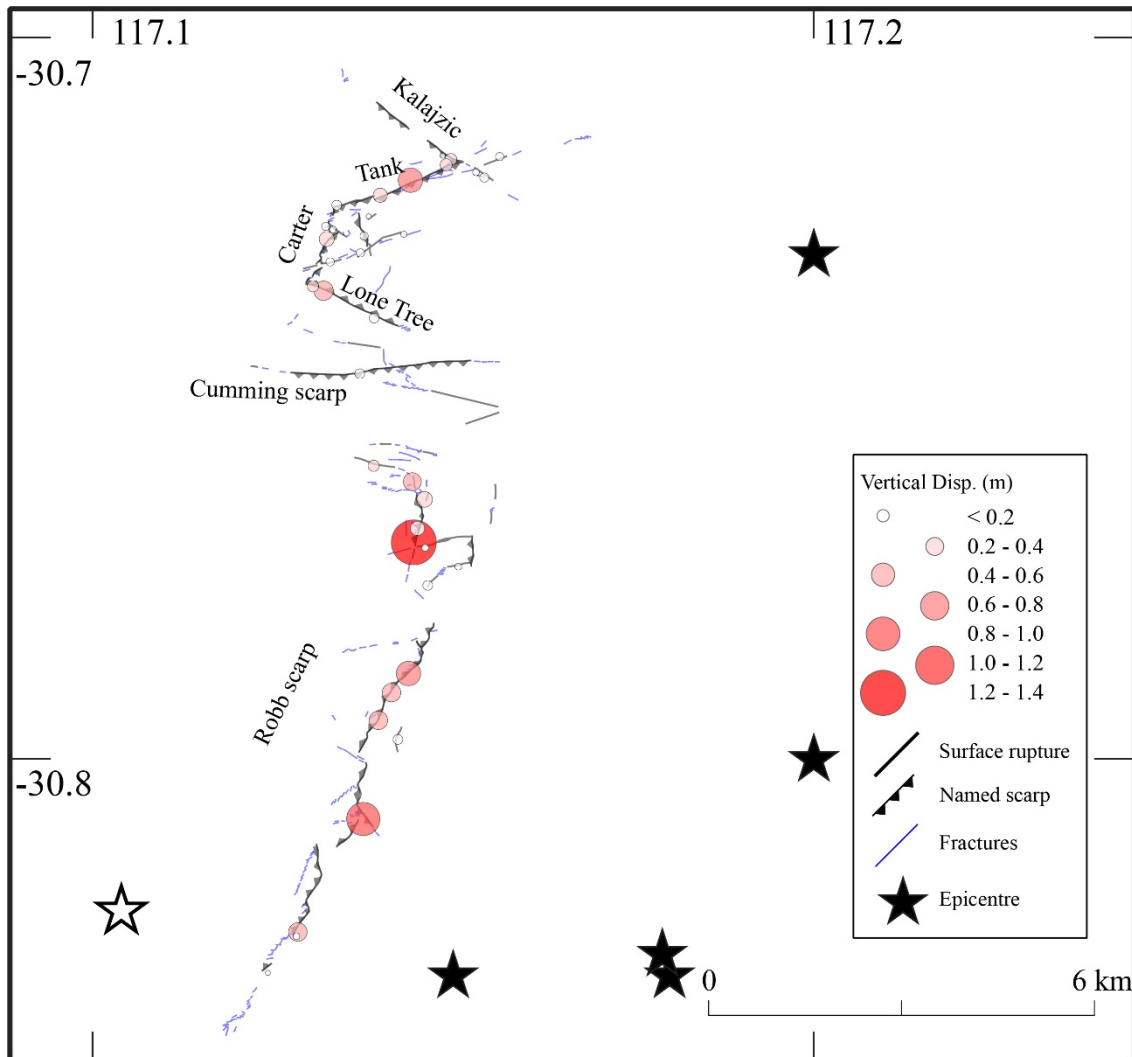 117.1
117.2
-30.7
Kalajzic
Tank
Carter
Lone Tree
Cumming scarp
Robb scarp
-30.8
Vertical Disp. (m)
< 0.2
0.2 - 0.4
0.4 - 0.6
0.6 - 0.8
0.8 - 1.0
1.0 - 1.2
1.2 - 1.4
Surface rupture
Named scarp
Fractures
Epicentre
0
6 km